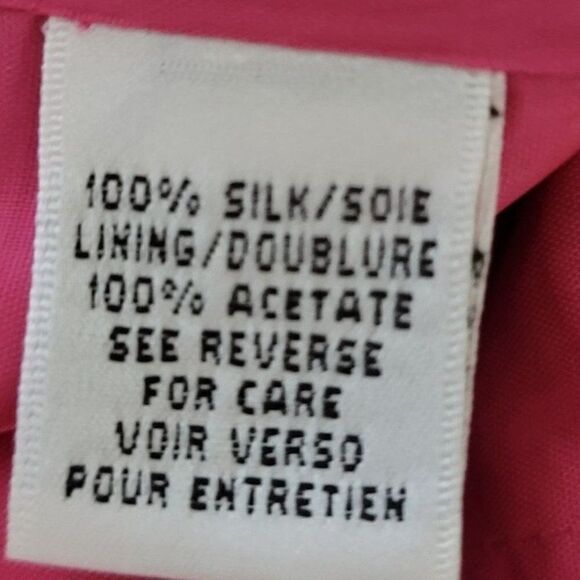 100% SILK/SOIE
LINING/DOUBLURE
100% ACETATE
SEE REVERSE
FOR CARE
VOIR VERSO
POUR ENTRETIEN